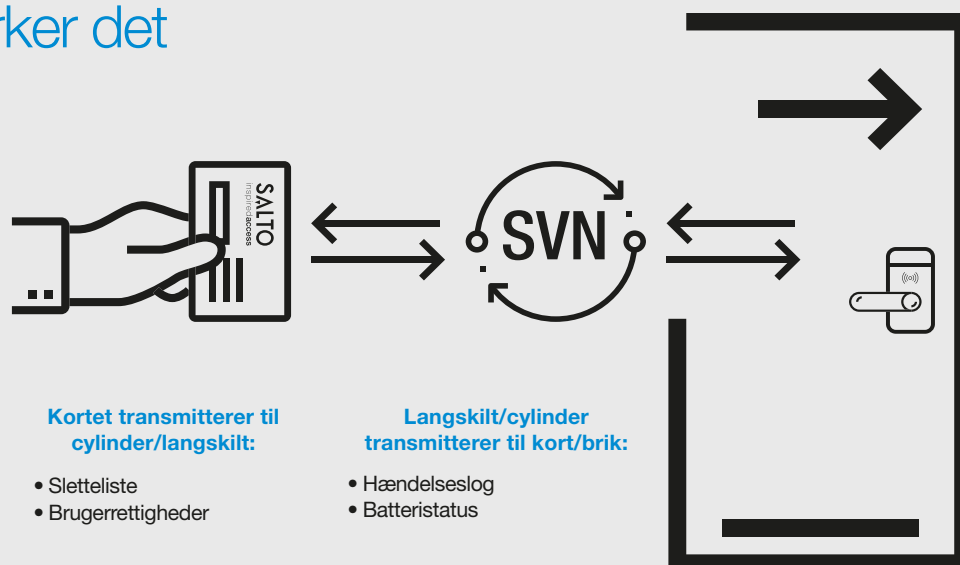 rker det
SALTO
inspiredaccess
SVN
Kortet transmitterer til
cylinder/langskilt:
• Sletteliste
• Brugerrettigheder
Langskilt/cylinder
transmitterer til kort/brik:
• Hændelseslog
• Batteristatus